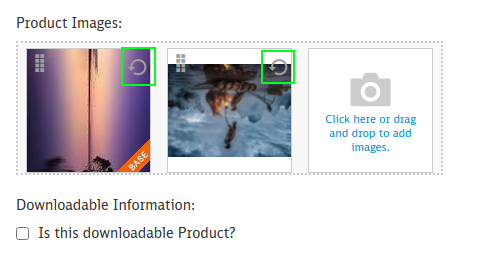 Product Images:
BASE
Click here or drag
and drop to add
images.
Downloadable Information:
Is this downloadable Product?